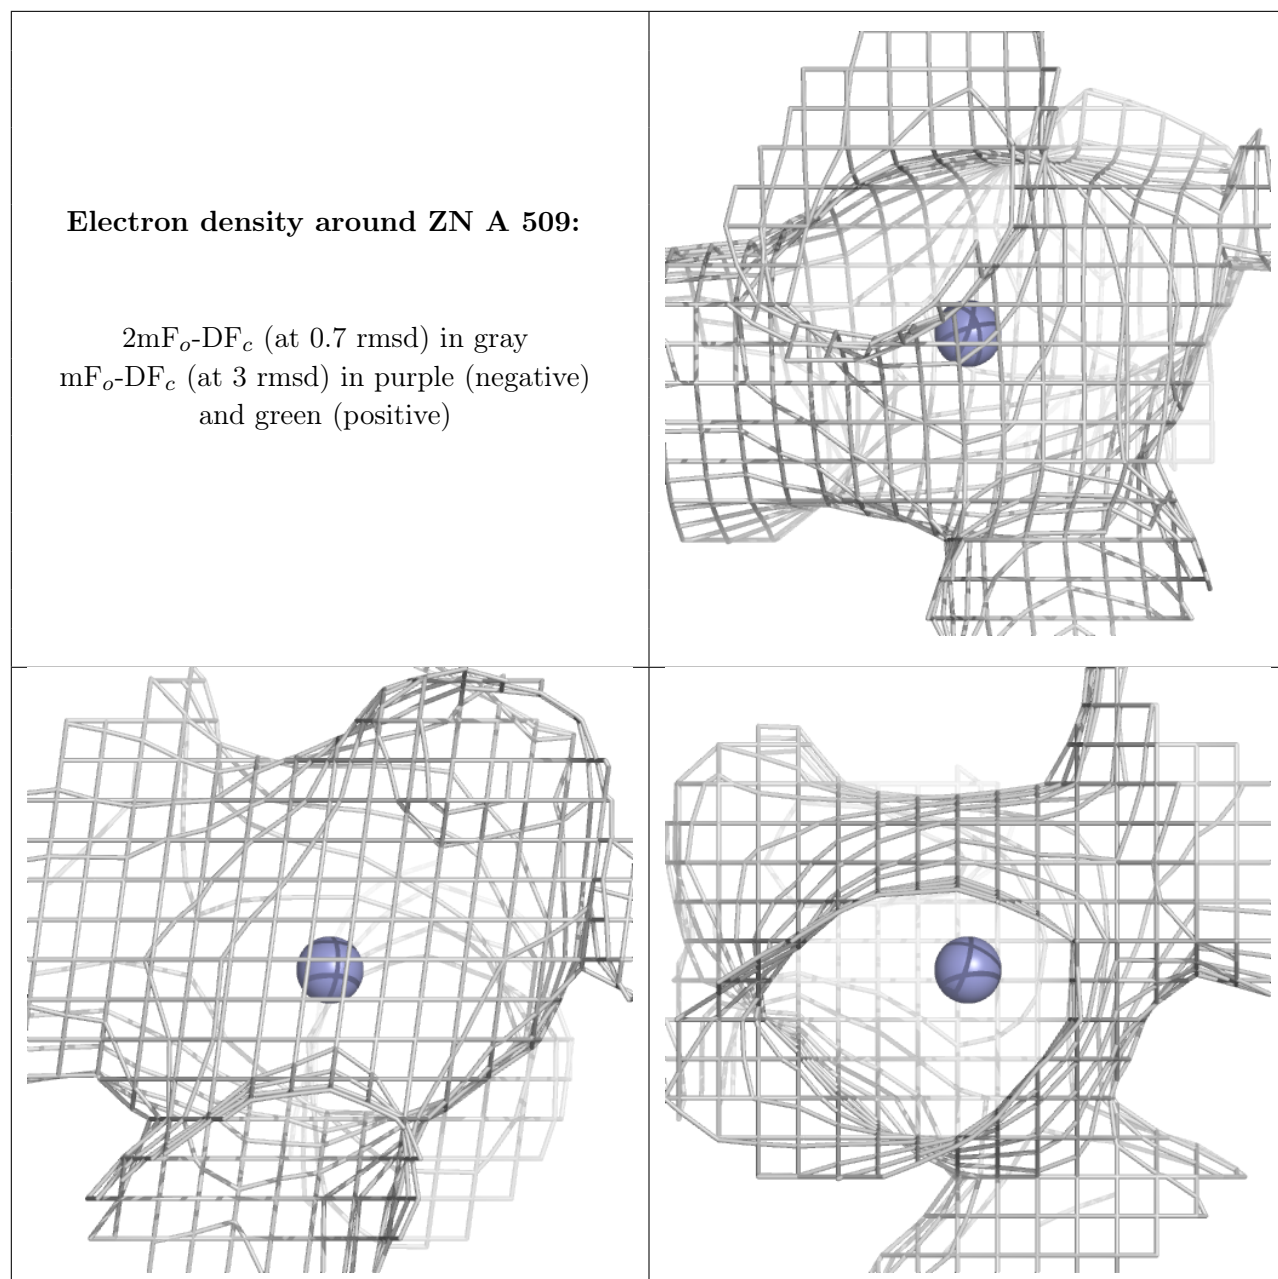 Electron density around ZN A 509:
2mFo-DFc (at 0.7 rmsd) in gray
mFo-DFc (at 3 rmsd) in purple (negative)
and green (positive)